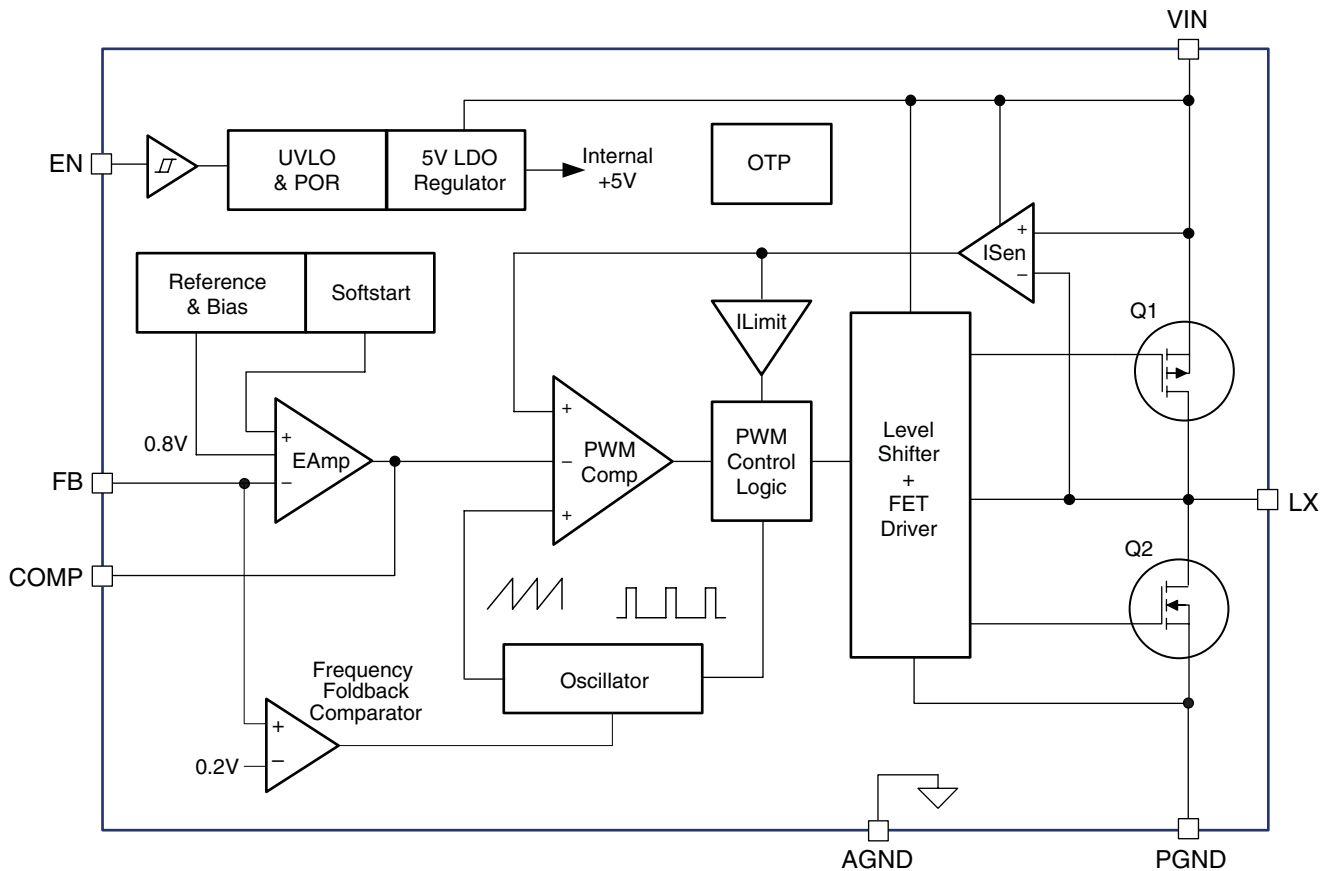 VIN
EN
UVLO
& POR
5V LDO
Regulator
Internal
+5V
OTP
+
ISen
−
Reference
& Bias
Softstart
ILimit
Q1
0.8V
+
EAmp
−
+
PWM
Comp
−
+
PWM
Control
Logic
Level
Shifter
+
FET
Driver
FB
LX
COMP
Q2
Frequency
Foldback
Comparator
Oscillator
+
−
0.2V
AGND
PGND